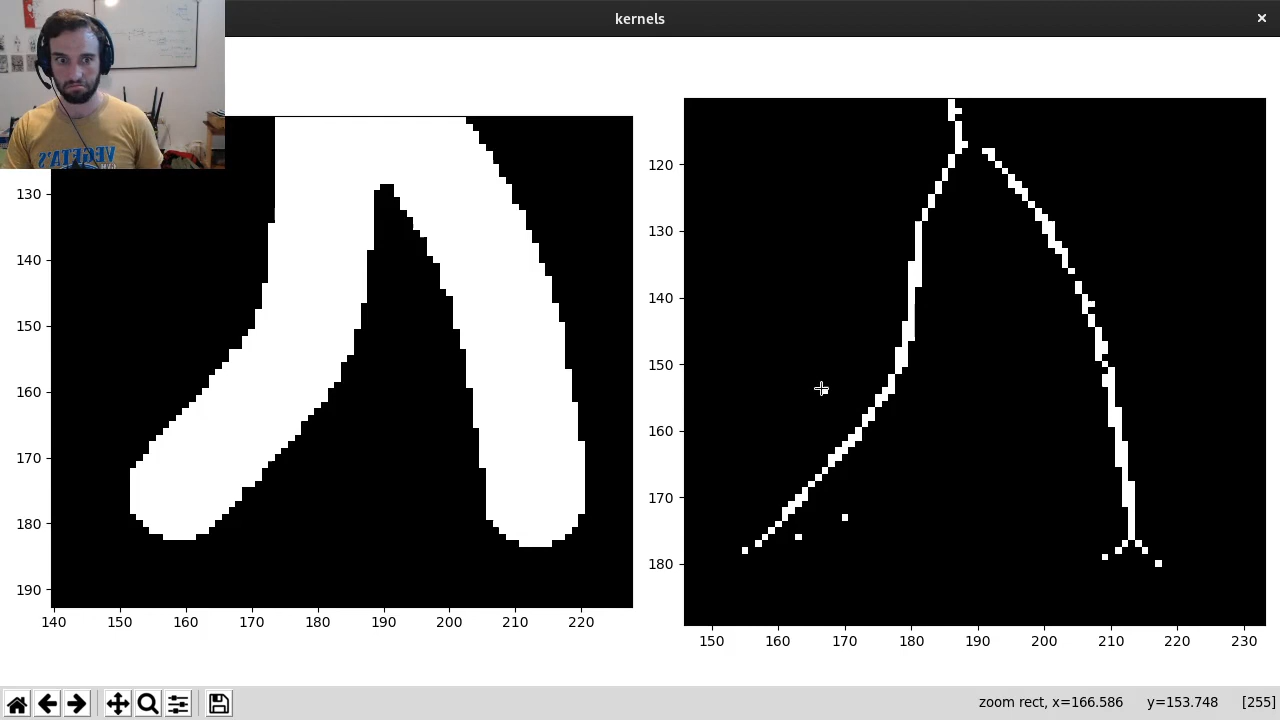 kernels
VEGETA'S
130
140
150
160
170
180
190
140 150 160 170 180 190 200 210 220
120
130
140
150
160
170
180
150 160 170 180 190 200 210 220 230
zoom rect, x=166.586 y=153.748 [255]